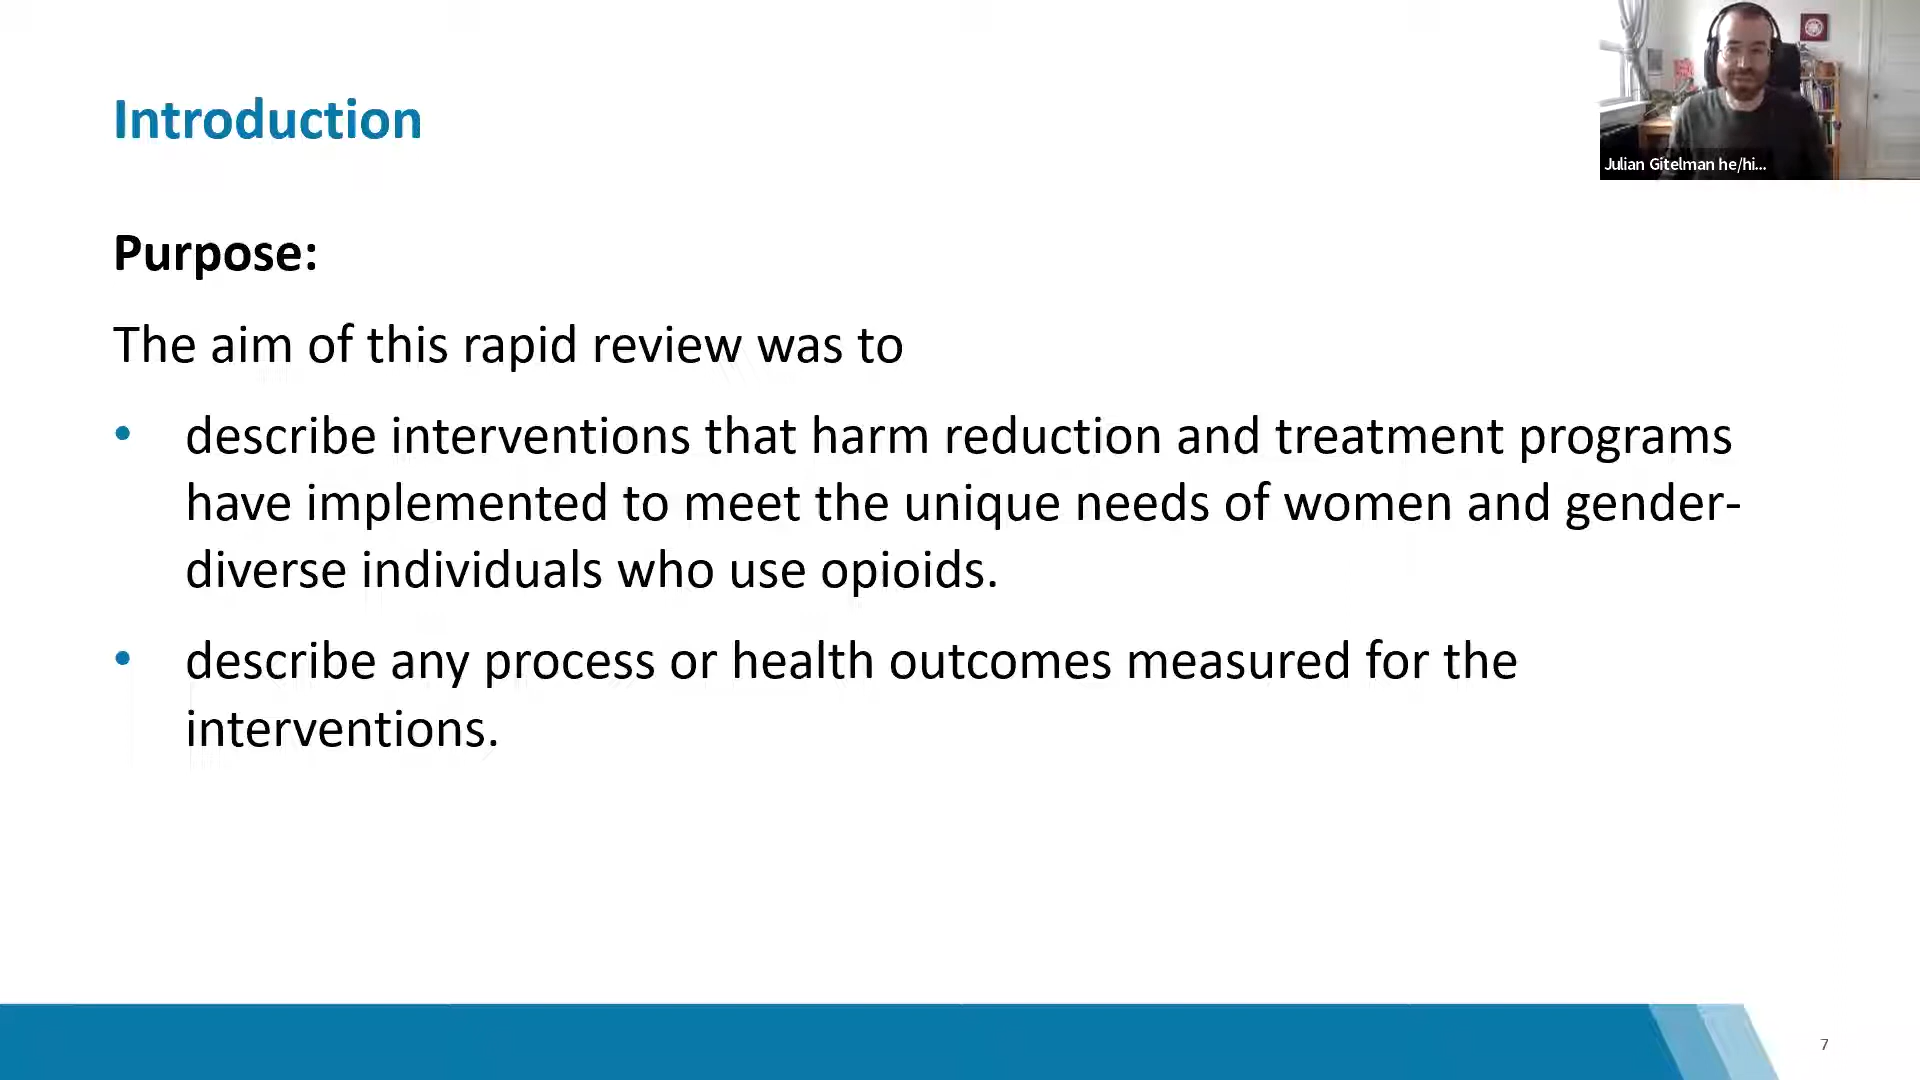 Introduction
Julian Gitelman he/hi...
Purpose:
The aim of this rapid review was to
• describe interventions that harm reduction and treatment programs
have implemented to meet the unique needs of women and gender-
diverse individuals who use opioids.
• describe any process or health outcomes measured for the
interventions.
7